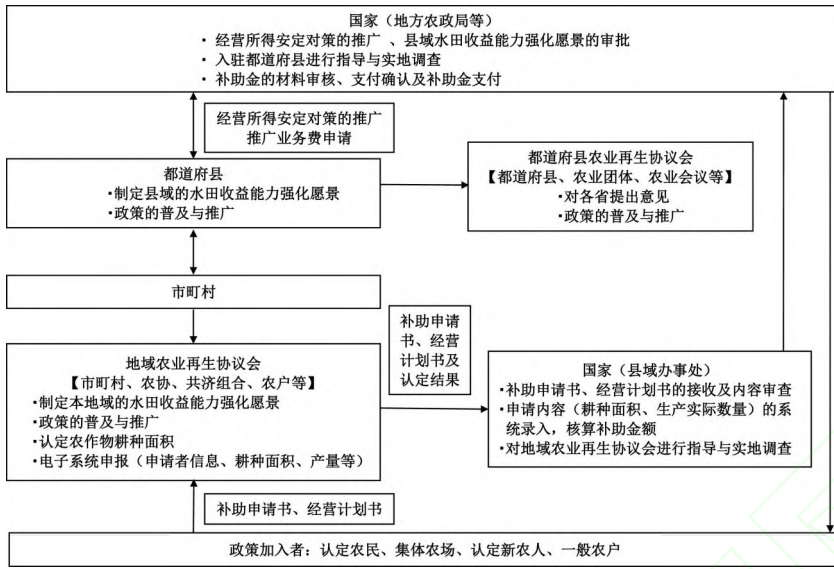 国家（地方农政局等）
· 经营所得安定对策的推广 、县域水田收益能力强化愿景的审批
· 入驻都道府县进行指导与实地调查
· 补助金的材料审核、支付确认及补助金支付
经营所得安定对策的推广
推广业务费申请
都道府县
·制定县域的水田收益能力强化愿景
·政策的普及与推广
都道府县农业再生协议会
【都道府县、农业团体、农业会议等】
·对各省提出意见
·政策的普及与推广
市町村
补助申请
书、经营
计划书及
认定结果
地域农业再生协议会
【市町村、农协、共济组合、农户等】
·制定本地域的水田收益能力强化愿景
·政策的普及与推广
·认定农作物耕种面积
·电子系统申报（申请者信息、耕种面积、产量等）
国家（县域办事处）
·补助申请书、经营计划书的接收及内容审查
·申请内容（耕种面积、生产实际数量）的系
统录入，核算补助金额
·对地域农业再生协议会进行指导与实地调查
补助申请书、经营计划书
政策加入者：认定农民、集体农场、认定新农人、一般农户